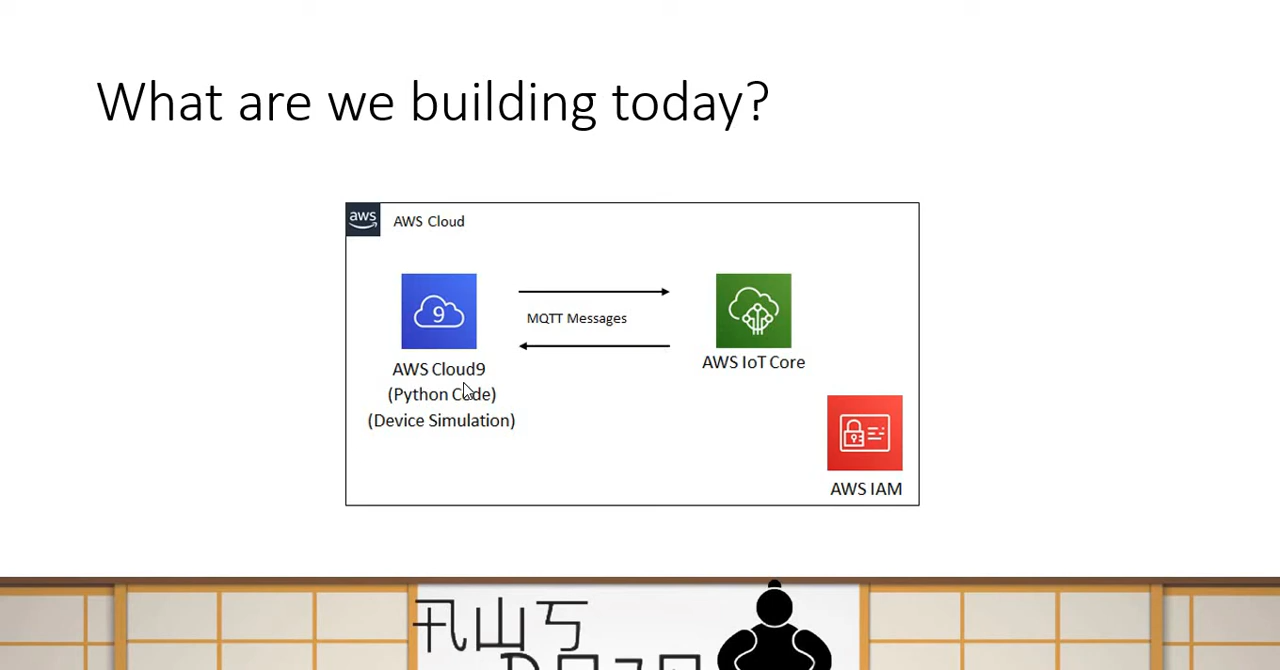 What are we building today?
aws
AWS Cloud
9
MQTT Messages
AWS Cloud9
(Python Code)
(Device Simulation)
AWS IoT Core
AWS IAM